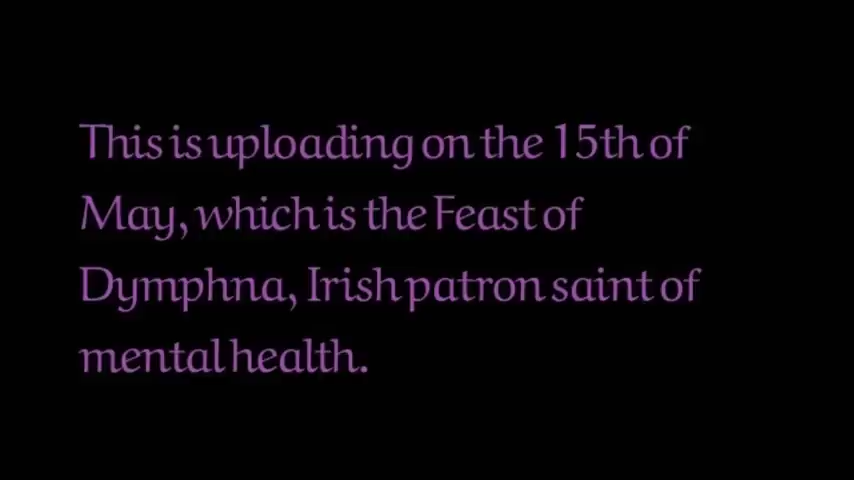 This is uploading on the 15th of
May, which is the Feast of
Dymphna, Irish patron saint of
mental health.